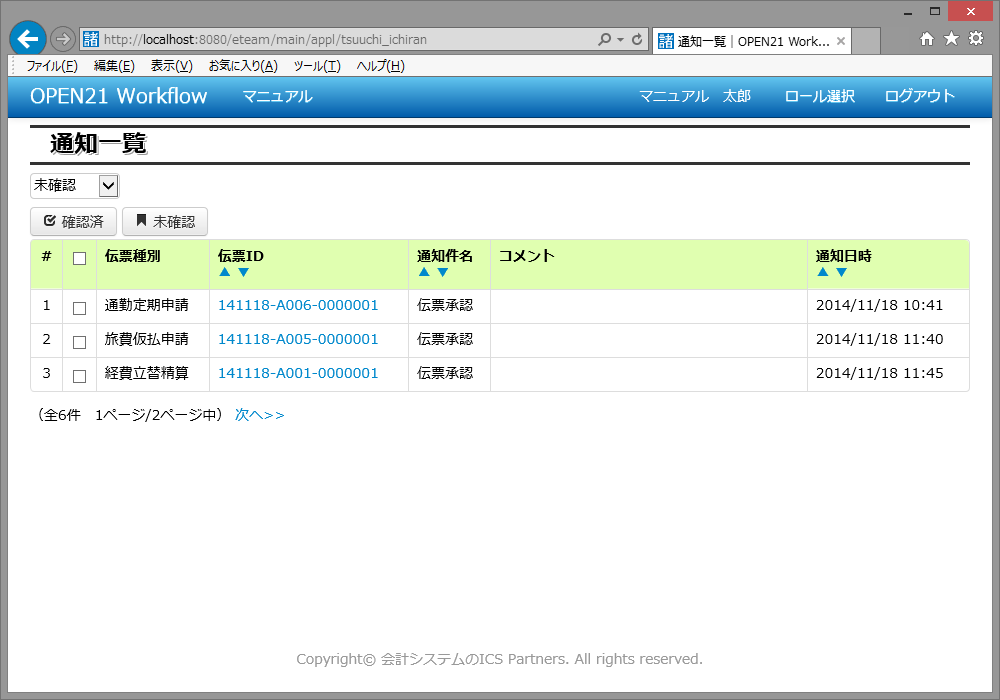 諸 http://localhost:8080/eteam/main/appl/tsuuchi_ichiran 諸 通知一覧 | OPEN21 Work... ×
ファイル(F) 編集(E) 表示(V) お気に入り(A) ツール(T) ヘルプ(H)
OPEN21 Workflow マニュアル マニュアル 太郎 ロール選択 ログアウト
通知一覧
未確認
確認済 未確認
# 伝票種別 伝票ID 通知件名 コメント 通知日時
▲ ▼ ▲ ▼ ▲ ▼
1 通勤定期申請 141118-A006-0000001 伝票承認 2014/11/18 10:41
2 旅費仮払申請 141118-A005-0000001 伝票承認 2014/11/18 11:40
3 経費立替精算 141118-A001-0000001 伝票承認 2014/11/18 11:45
（全6件　1ページ/2ページ中） 次へ>>
Copyright© 会計システムのICS Partners. All rights reserved.